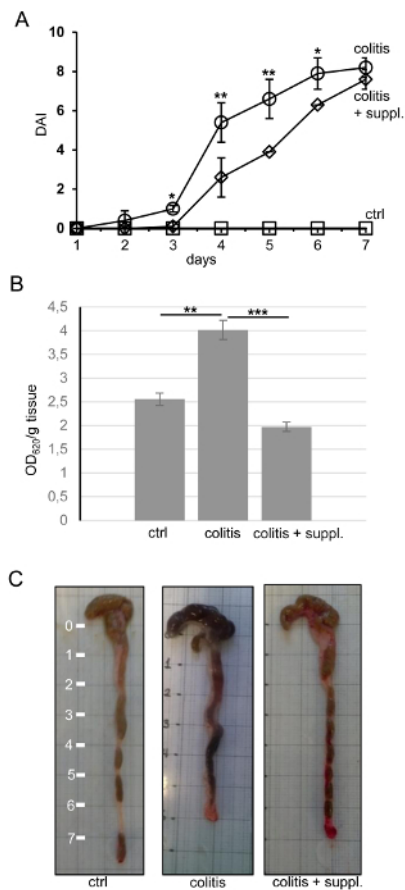 A
10
8
6
4
2
0
DAI
*
**
**
*
colitis
colitis
+ suppl.
ctrl
1 2 3 4 5 6 7
days
B
4,5
4
3,5
3
2,5
2
1,5
1
0,5
0
OD620/g tissue
** ***
ctrl colitis colitis + suppl.
C
0
1
2
3
4
5
6
7
ctrl colitis colitis + suppl.